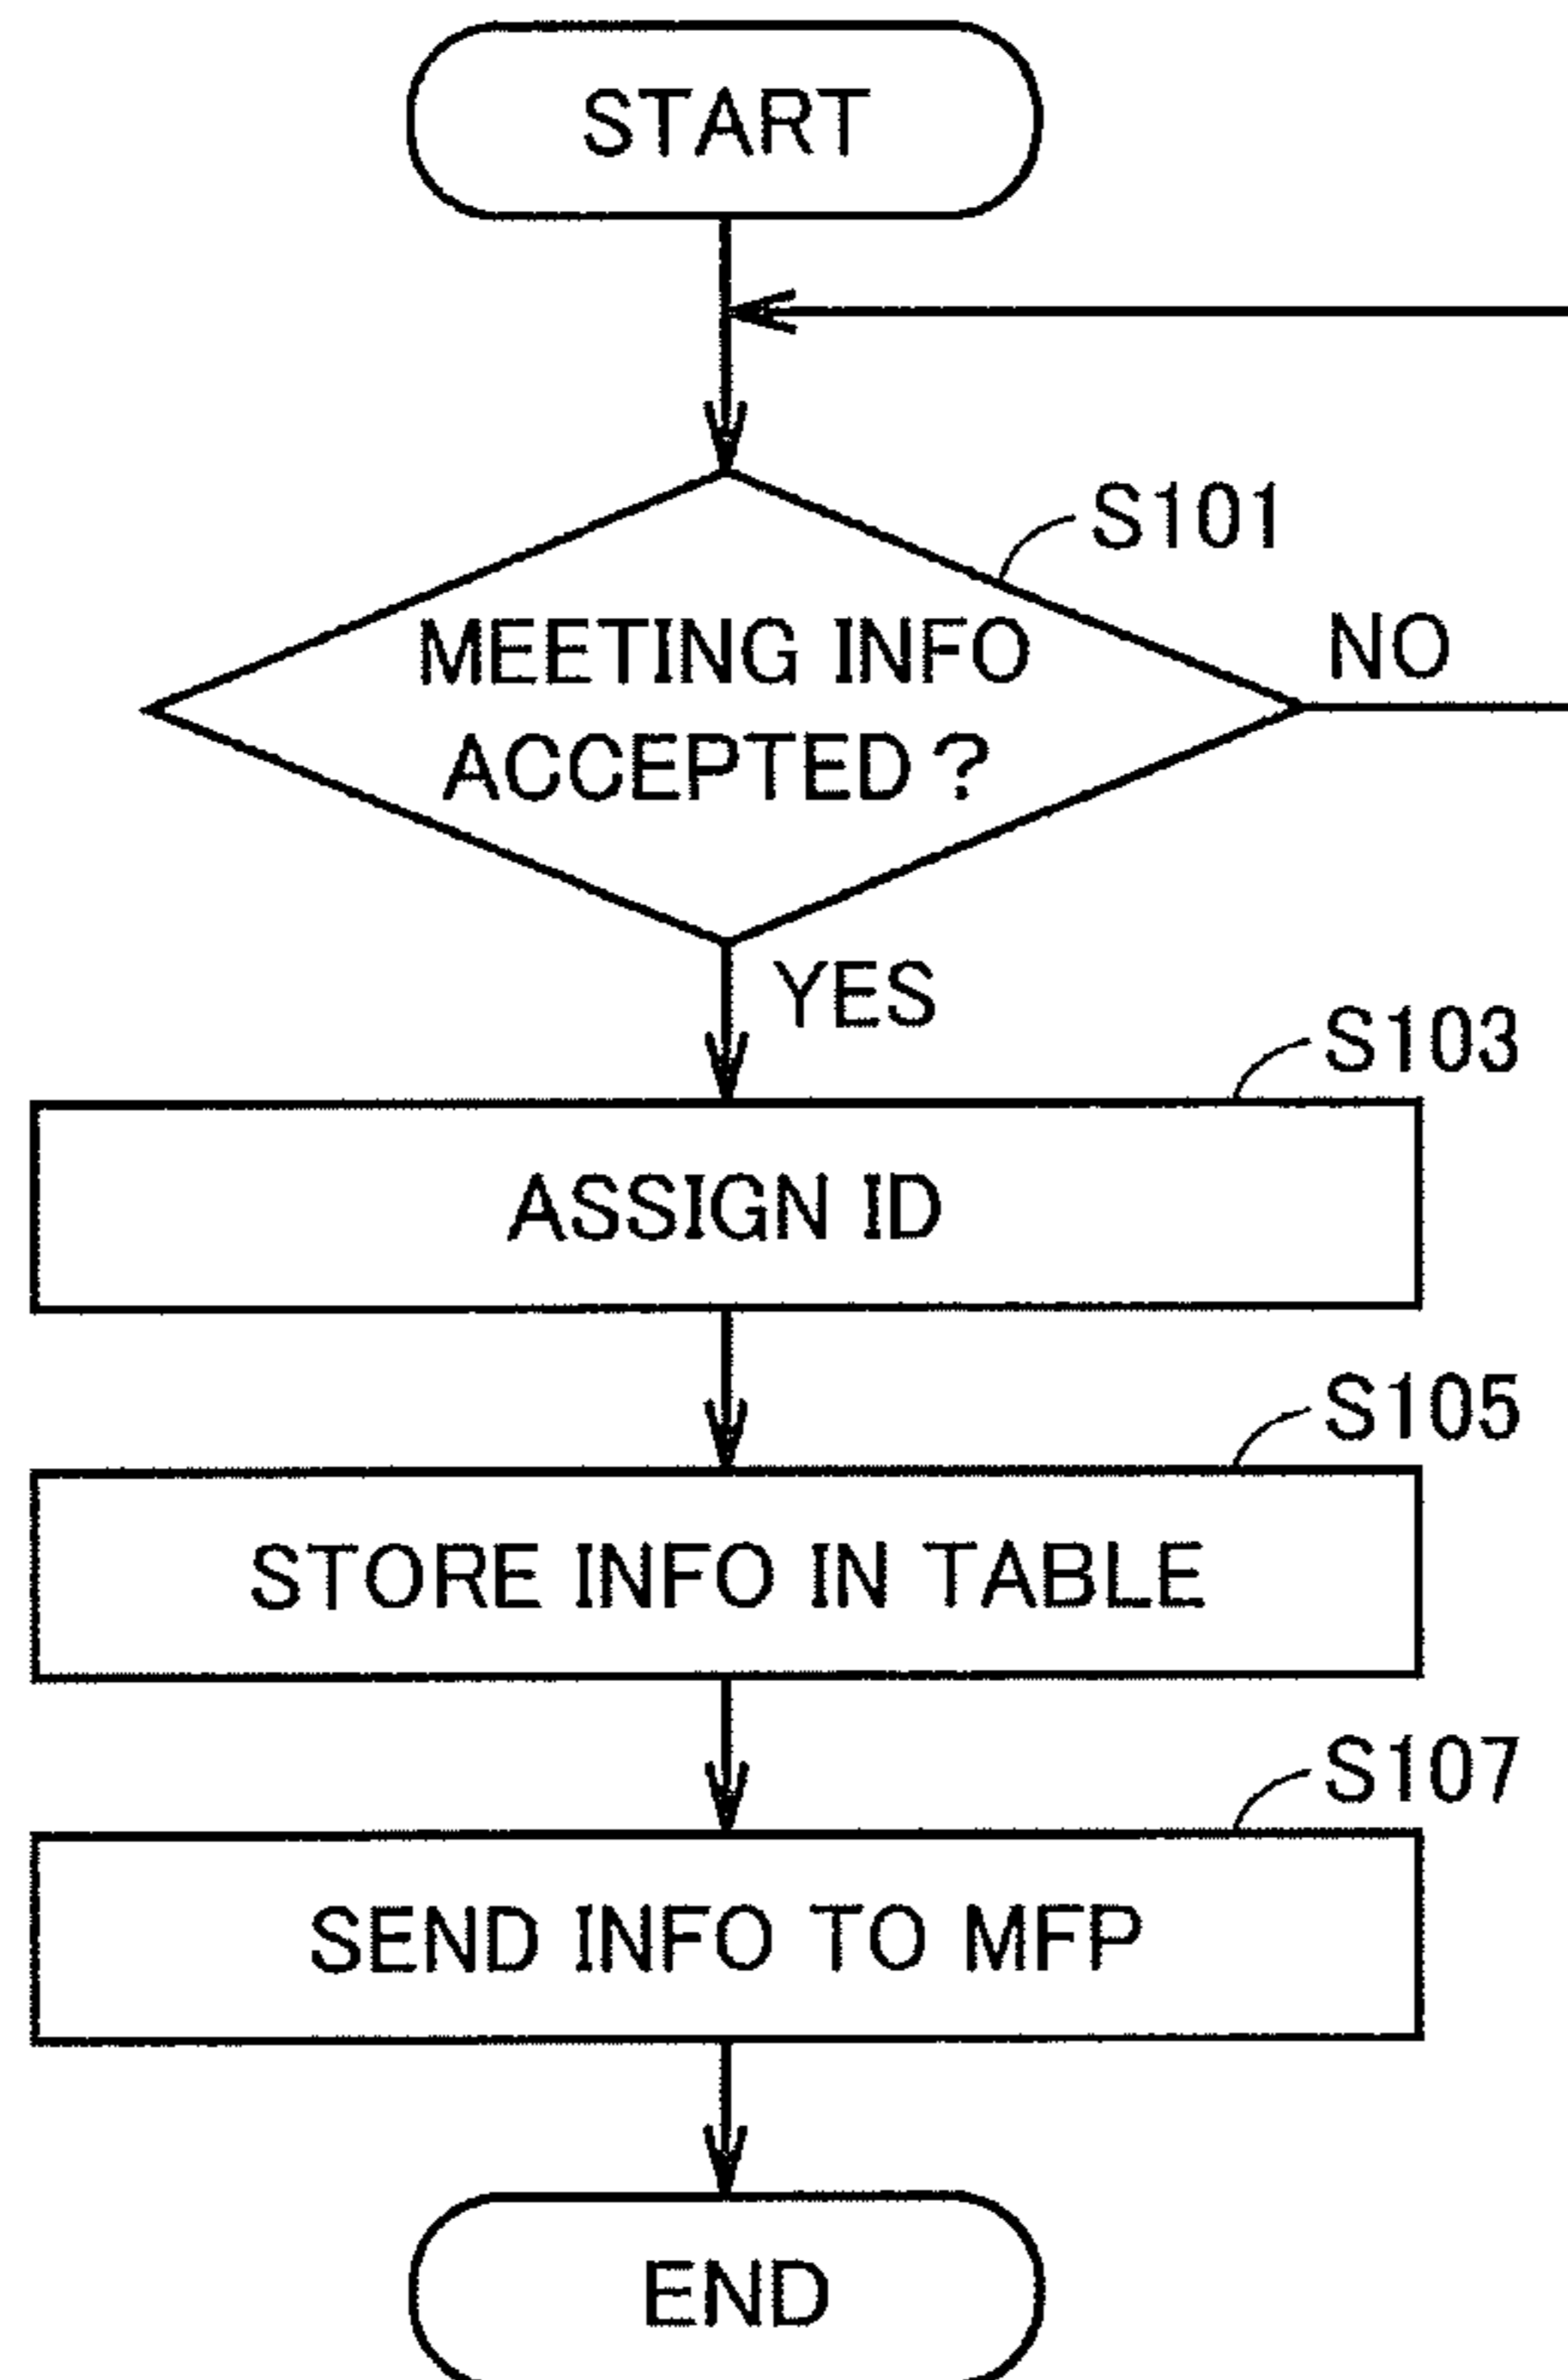 START
S101
MEETING INFO
NO
ACCEPTED ?
YES
S103
ASSIGN ID
S105
STORE INFO IN TABLE
S107
SEND INFO TO MFP
END